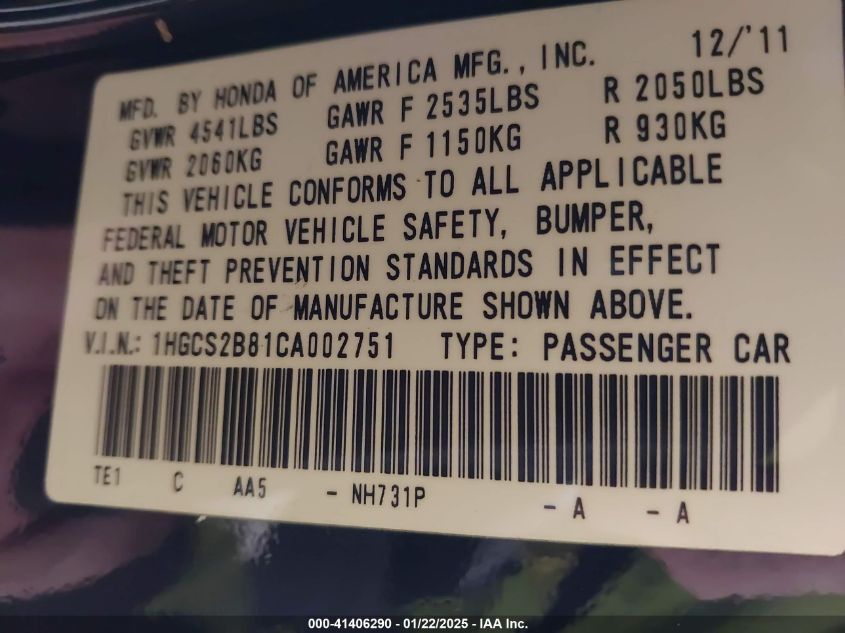 MFD. BY HONDA OF AMERICA MFG., INC. 12/'11
GVWR 4541LBS GAWR F 2535LBS R 2050LBS
GVWR 2060KG GAWR F 1150KG R 930KG
THIS VEHICLE CONFORMS TO ALL APPLICABLE
FEDERAL MOTOR VEHICLE SAFETY, BUMPER,
AND THEFT PREVENTION STANDARDS IN EFFECT
ON THE DATE OF MANUFACTURE SHOWN ABOVE.
V.I.N.: 1HGCS2B81CA002751 TYPE: PASSENGER CAR
TE1 C AA5 - NH731P - A - A
000-41406290 - 01/22/2025 - IAA Inc.